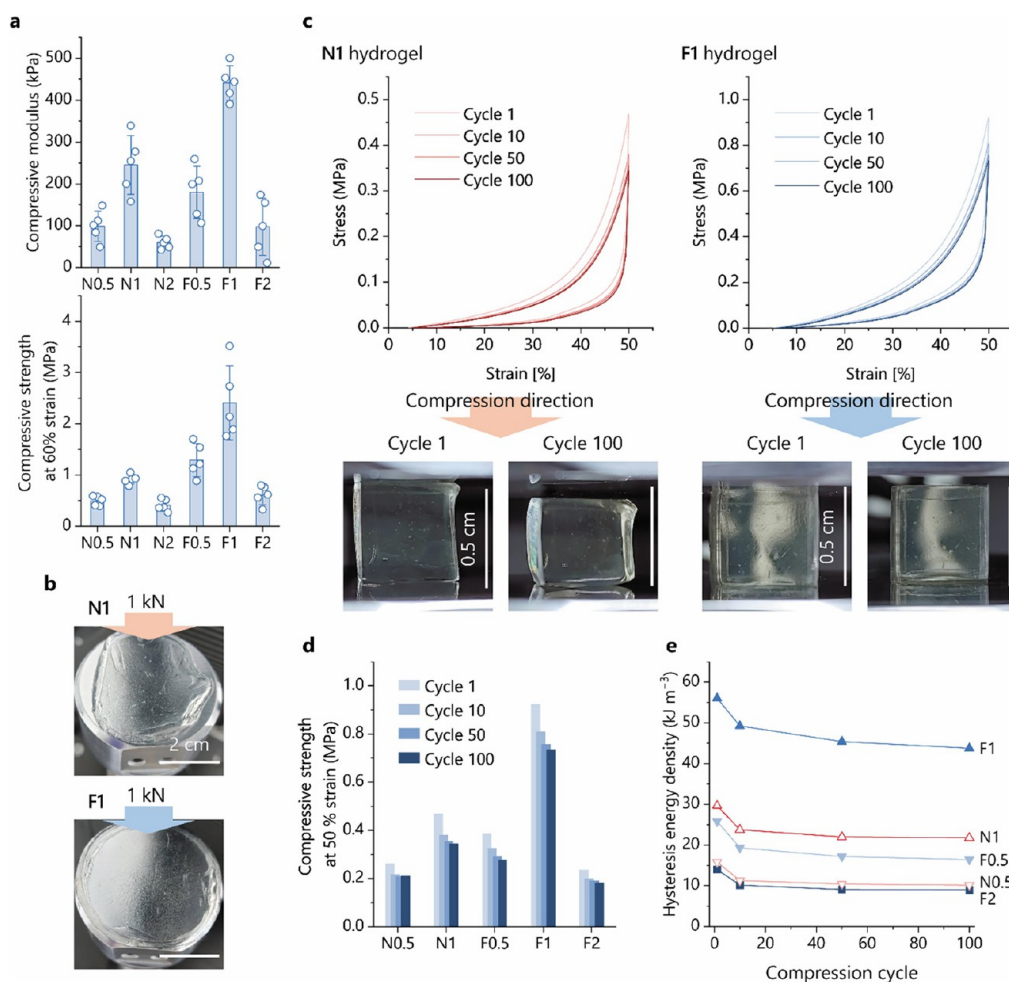 a
Compressive modulus (kPa)
500
400
300
200
100
0
N0.5 N1 N2 F0.5 F1 F2
Compressive strength
at 60% strain (MPa)
4
3
2
1
0
N0.5 N1 N2 F0.5 F1 F2
b
N1 1 kN
2 cm
F1 1 kN
c
N1 hydrogel
Stress (MPa)
0.5
0.4
0.3
0.2
0.1
0.0
Cycle 1
Cycle 10
Cycle 50
Cycle 100
0 10 20 30 40 50
Strain [%]
Compression direction
Cycle 1 Cycle 100
0.5 cm
F1 hydrogel
Stress (MPa)
1.0
0.8
0.6
0.4
0.2
0.0
Cycle 1
Cycle 10
Cycle 50
Cycle 100
0 10 20 30 40 50
Strain [%]
Compression direction
Cycle 1 Cycle 100
0.5 cm
d
Compressive strength
at 50 % strain (MPa)
1.0
0.8
0.6
0.4
0.2
0.0
Cycle 1
Cycle 10
Cycle 50
Cycle 100
N0.5 N1 F0.5 F1 F2
e
Hysteresis energy density (kJ m⁻³)
60
50
40
30
20
10
0
F1
N1
F0.5
N0.5
F2
0 20 40 60 80 100
Compression cycle